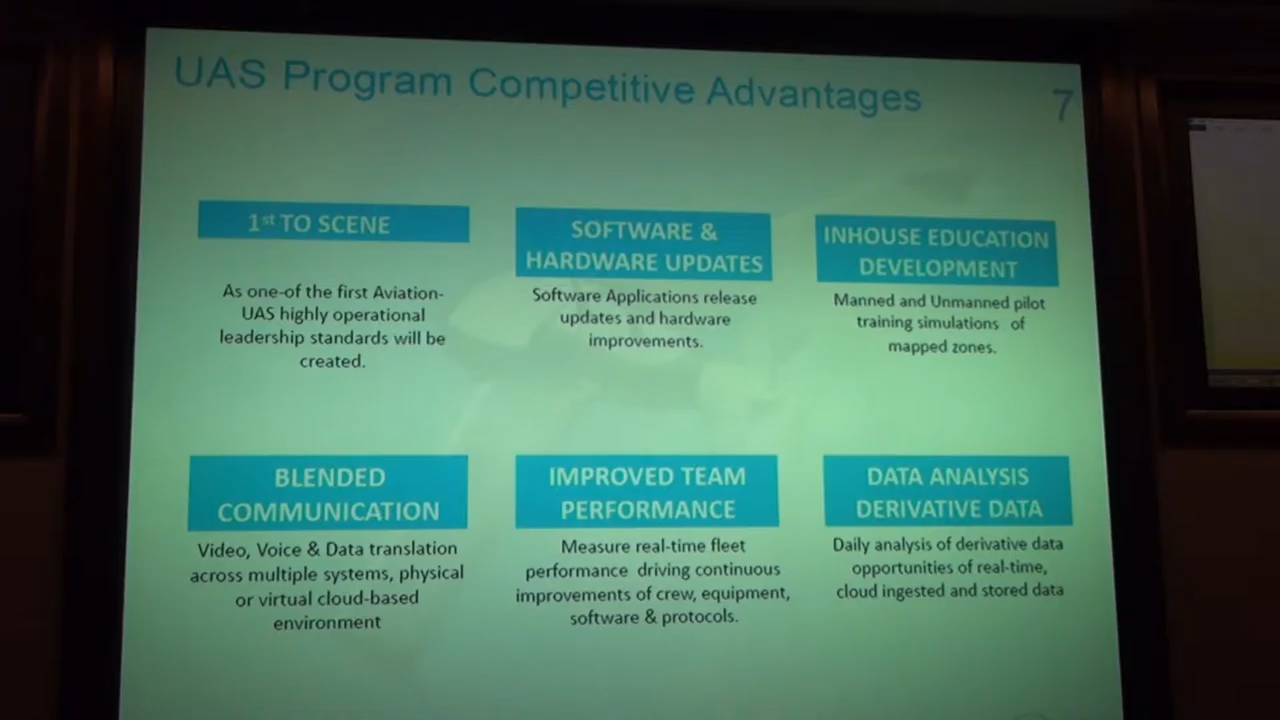 UAS Program Competitive Advantages
7
1st TO SCENE
As one-of the first Aviation-
UAS highly operational
leadership standards will be
created.
SOFTWARE &
HARDWARE UPDATES
Software Applications release
updates and hardware
improvements.
INHOUSE EDUCATION
DEVELOPMENT
Manned and Unmanned pilot
training simulations of
mapped zones.
BLENDED
COMMUNICATION
Video, Voice & Data translation
across multiple systems, physical
or virtual cloud-based
environment
IMPROVED TEAM
PERFORMANCE
Measure real-time fleet
performance driving continuous
improvements of crew, equipment,
software & protocols.
DATA ANALYSIS
DERIVATIVE DATA
Daily analysis of derivative data
opportunities of real-time,
cloud ingested and stored data